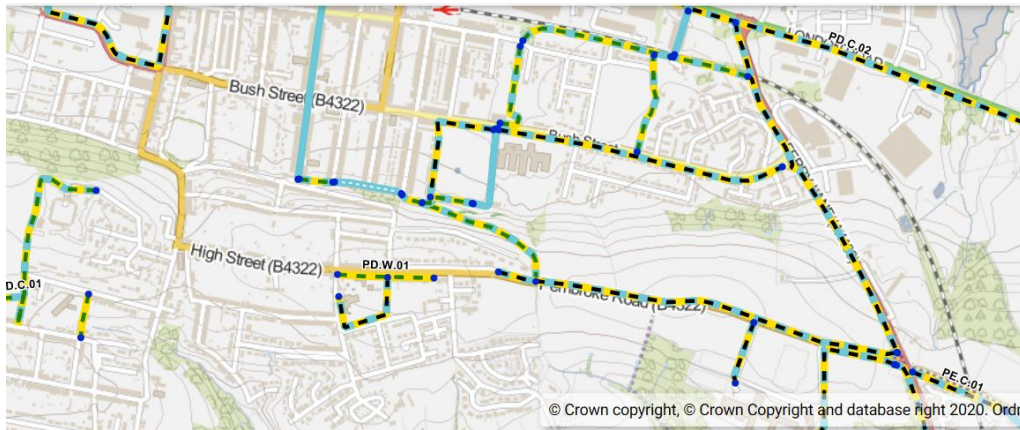 PD.C.02
Bush Street (B4322)
Bush Street
High Street (B4322)
PD.W.01
D.C.01
Pembroke Road (B4322)
PE.C.01
© Crown copyright, © Crown Copyright and database right 2020. Ord